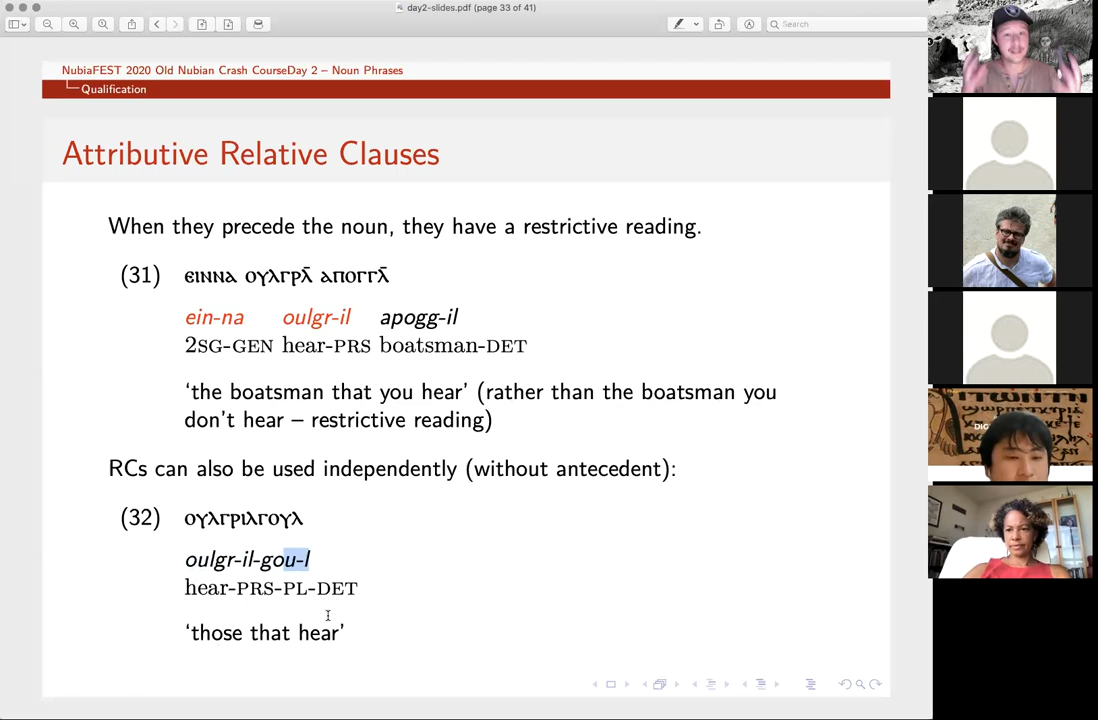 day2-slides.pdf (page 33 of 41)
Search
NubiaFEST 2020 Old Nubian Crash CourseDay 2 – Noun Phrases
Qualification
Attributive Relative Clauses
When they precede the noun, they have a restrictive reading.
(31) ⲉⲓⲛⲛⲁ ⲟⲩⲗⲅⲣⲗ̄ ⲁⲡⲟⲅⲅⲗ̄
ein-na oulgr-il apogg-il
2SG-GEN hear-PRS boatsman-DET
‘the boatsman that you hear’ (rather than the boatsman you
don't hear – restrictive reading)
RCs can also be used independently (without antecedent):
(32) ⲟⲩⲗⲅⲣⲓⲗⲅⲟⲩⲗ
oulgr-il-gou-l
hear-PRS-PL-DET
‘those that hear’